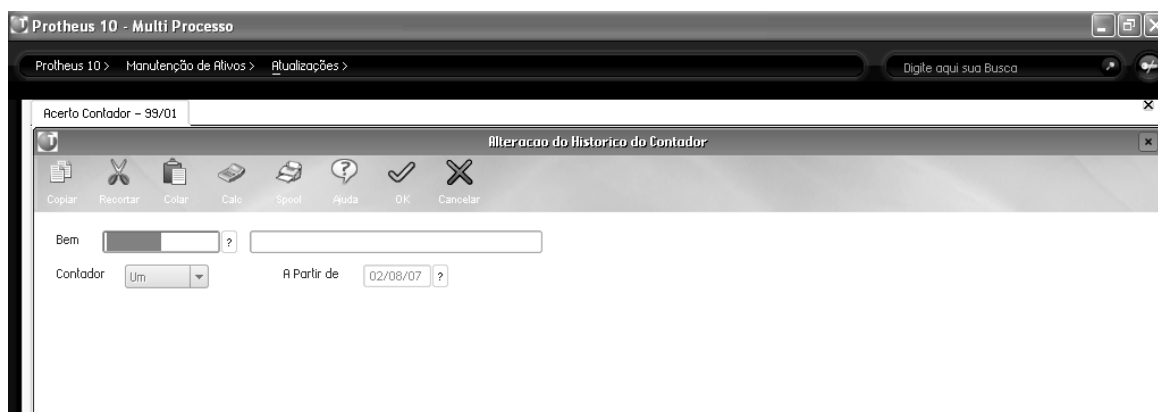 Protheus 10 - Multi Processo
Protheus 10 > Manutenção de Ativos > Atualizações >
Digite aqui sua Busca
Acerto Contador - 99/01
Alteracao do Historico do Contador
Copiar Recortar Colar Calc Spool Ajuda OK Cancelar
Bem ?
Contador Um A Partir de 02/08/07 ?